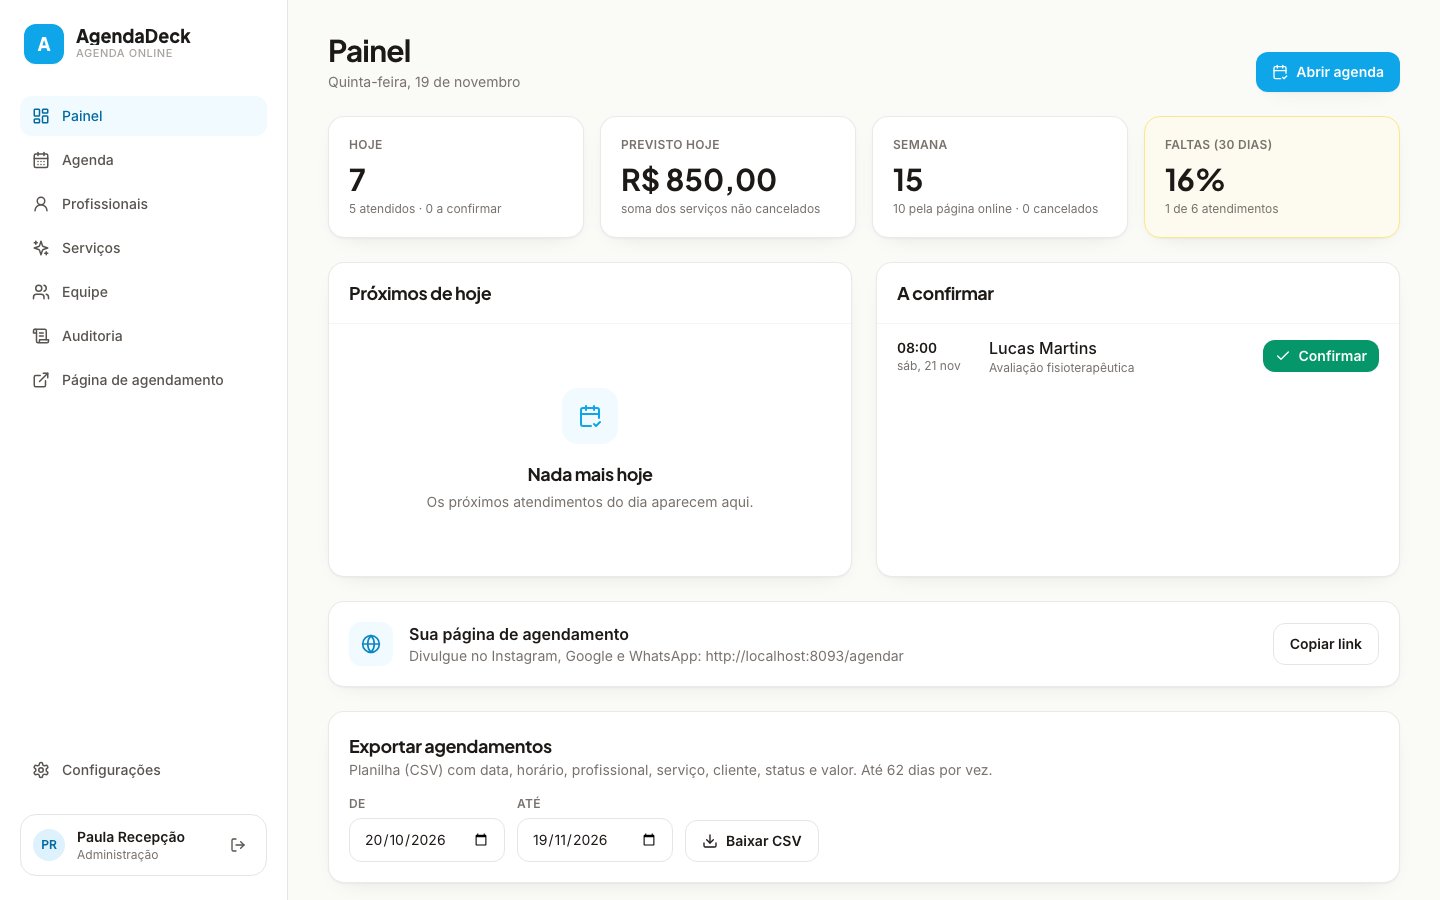 A
AgendaDeck
AGENDA ONLINE
Painel
Agenda
Profissionais
Serviços
Equipe
Auditoria
Página de agendamento
Configurações
PR
Paula Recepção
Administração
Painel
Quinta-feira, 19 de novembro
Abrir agenda
HOJE
7
5 atendidos · 0 a confirmar
PREVISTO HOJE
R$ 850,00
soma dos serviços não cancelados
SEMANA
15
10 pela página online · 0 cancelados
FALTAS (30 DIAS)
16%
1 de 6 atendimentos
Próximos de hoje
Nada mais hoje
Os próximos atendimentos do dia aparecem aqui.
A confirmar
08:00
sáb, 21 nov
Lucas Martins
Avaliação fisioterapêutica
Confirmar
Sua página de agendamento
Divulgue no Instagram, Google e WhatsApp: http://localhost:8093/agendar
Copiar link
Exportar agendamentos
Planilha (CSV) com data, horário, profissional, serviço, cliente, status e valor. Até 62 dias por vez.
DE
20/10/2026
ATÉ
19/11/2026
Baixar CSV